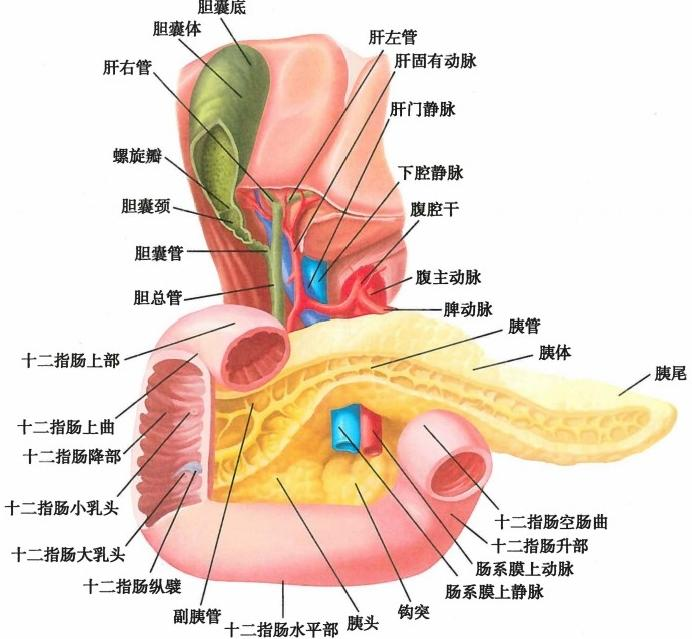 胆囊底
胆囊体
肝左管
肝固有动脉
肝右管
肝门静脉
螺旋瓣
下腔静脉
胆囊颈
腹腔干
胆囊管
腹主动脉
胆总管
脾动脉
胰管
胰体
十二指肠上部
胰尾
十二指肠上曲
十二指肠降部
十二指肠小乳头
十二指肠空肠曲
十二指肠升部
十二指肠大乳头
肠系膜上动脉
十二指肠纵襞
肠系膜上静脉
副胰管
十二指肠水平部
胰头
钩突